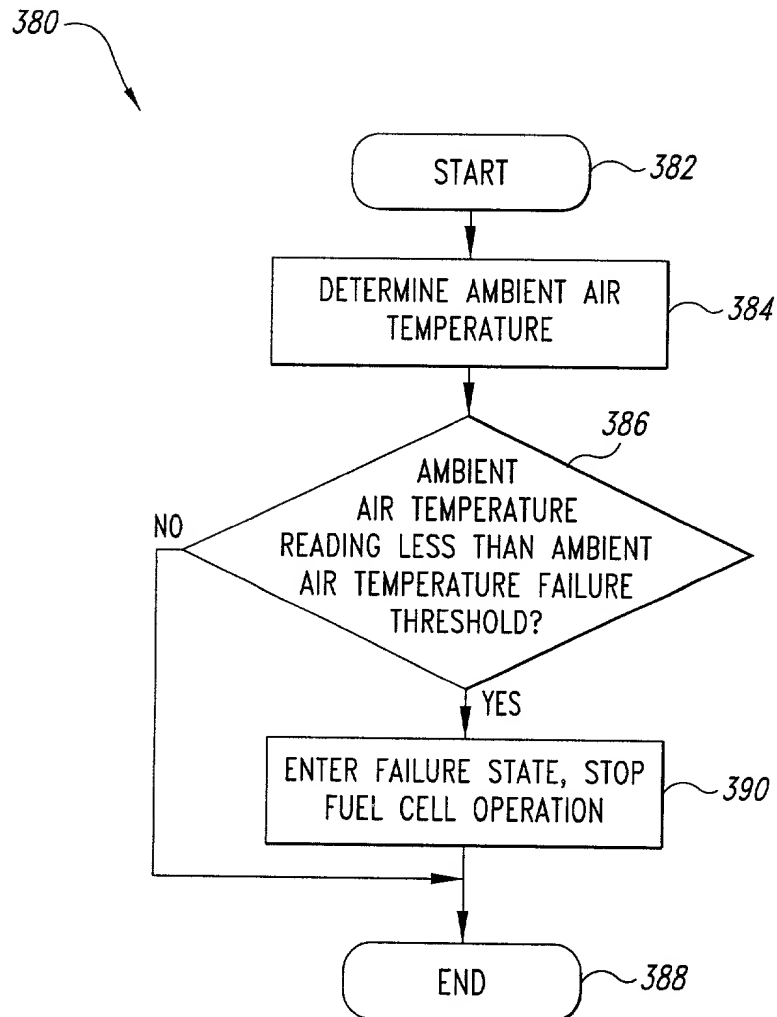 380
START
382
DETERMINE AMBIENT AIR
TEMPERATURE
384
386
AMBIENT
AIR TEMPERATURE
READING LESS THAN AMBIENT
AIR TEMPERATURE FAILURE
THRESHOLD?
NO
YES
ENTER FAILURE STATE, STOP
FUEL CELL OPERATION
390
END
388